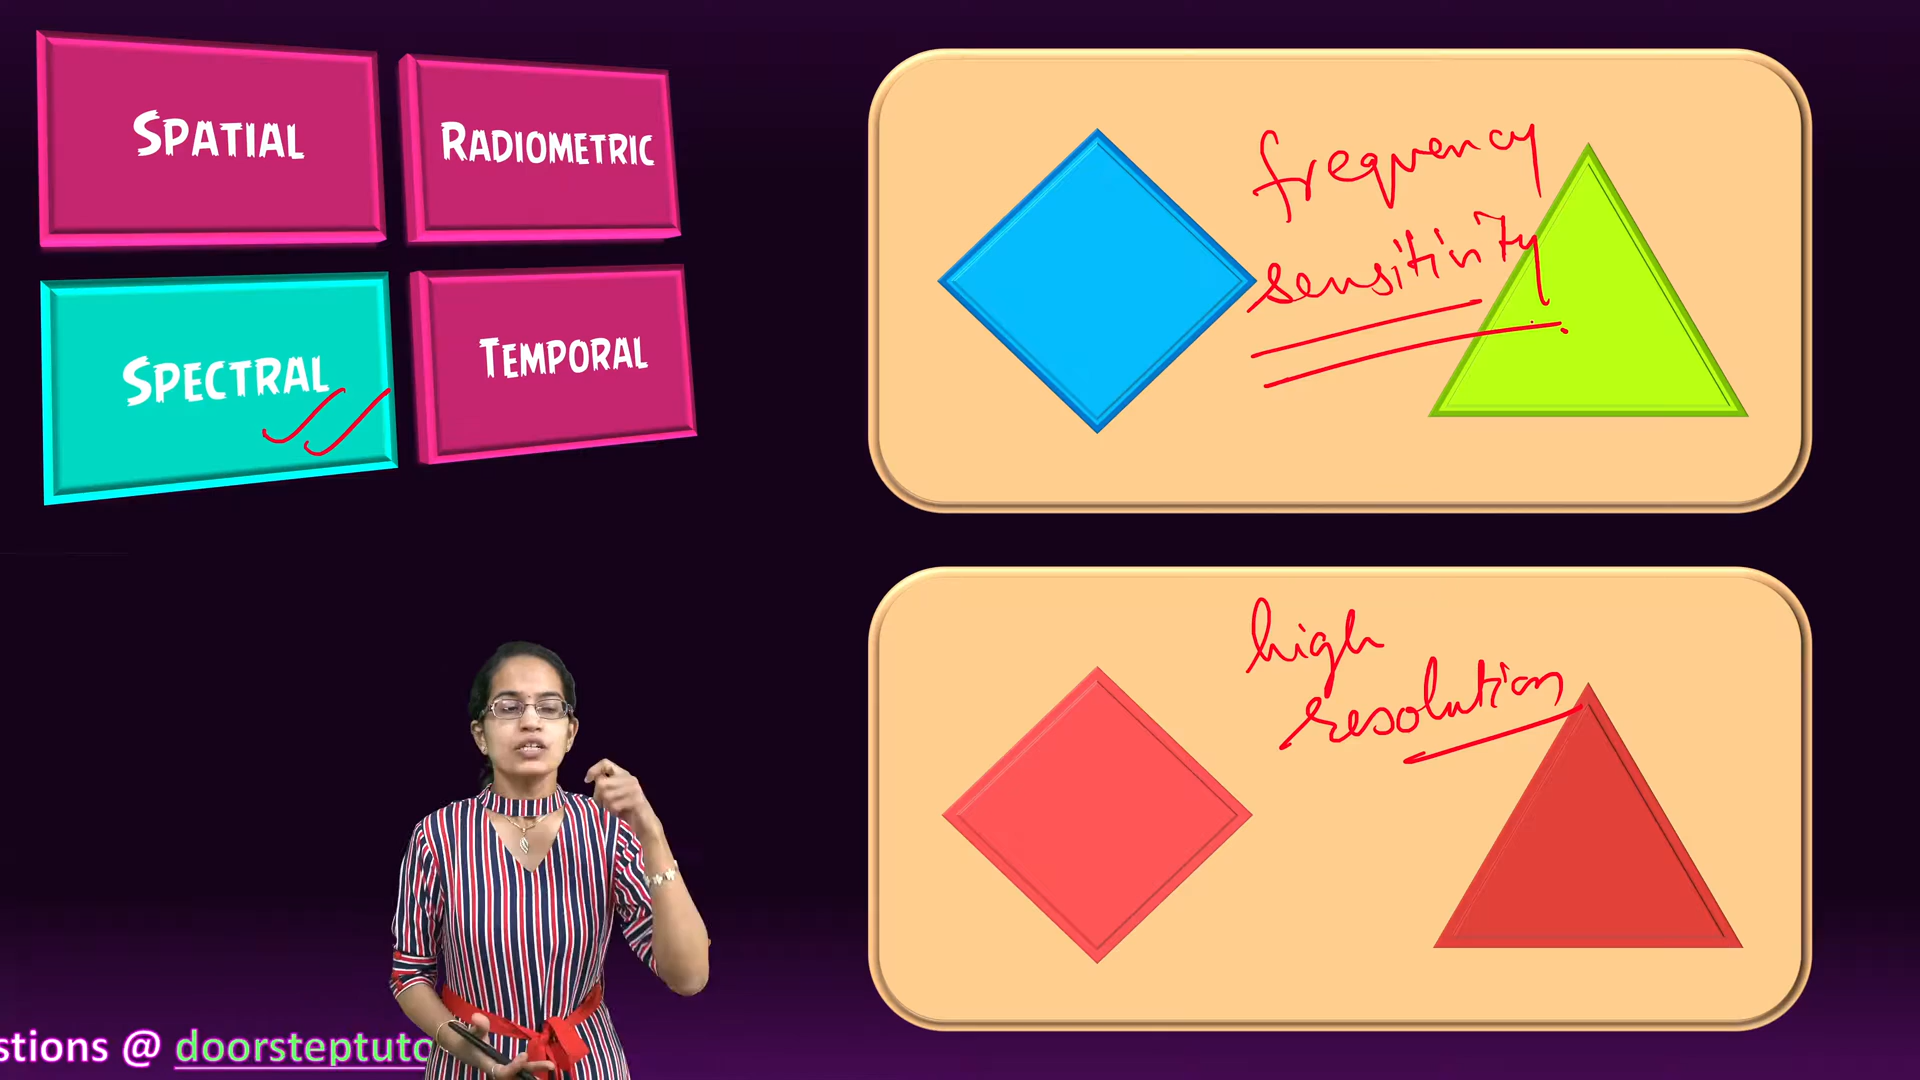 SPATIAL
RADIOMETRIC
SPECTRAL
TEMPORAL
frequency
sensitivity
high
resolution
stions @ doorsteptuto